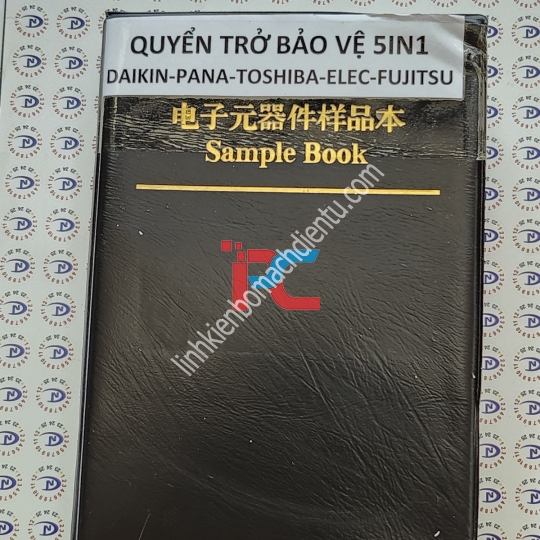 QUYỂN TRỞ BẢO VỆ 5IN1
DAIKIN-PANA-TOSHIBA-ELEC-FUJITSU
电子元器件样品本
Sample Book
linhkienbomachdientu.com